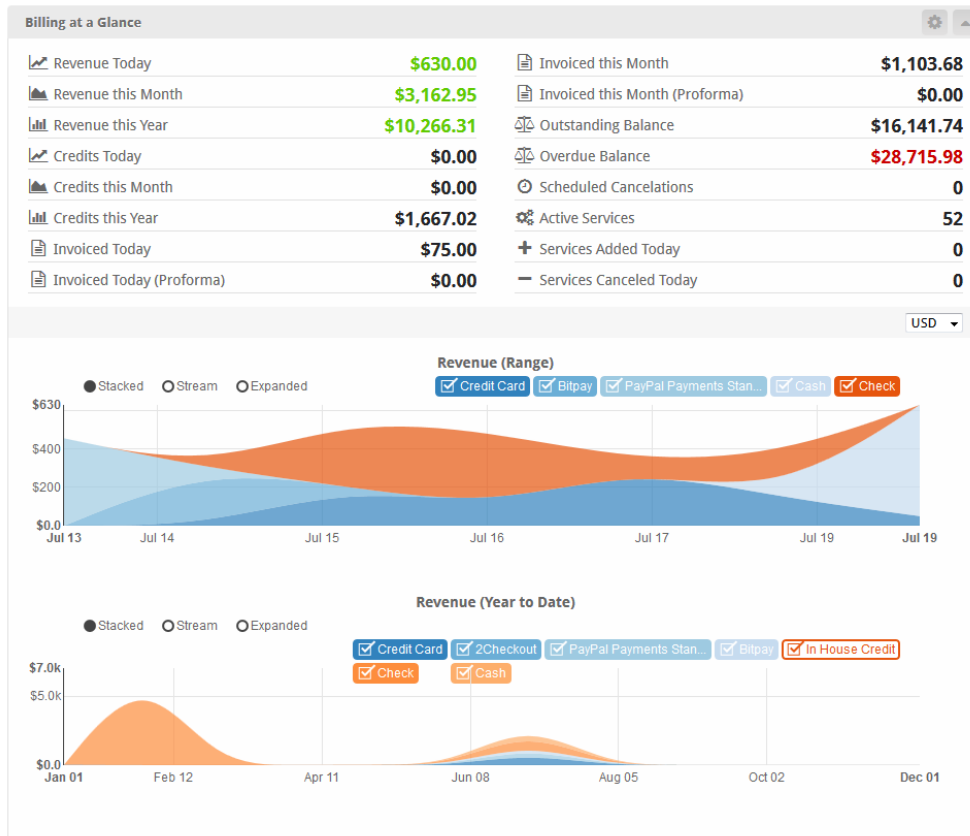 Billing at a Glance
Revenue Today $630.00
Revenue this Month $3,162.95
Revenue this Year $10,266.31
Credits Today $0.00
Credits this Month $0.00
Credits this Year $1,667.02
Invoiced Today $75.00
Invoiced Today (Proforma) $0.00
Invoiced this Month $1,103.68
Invoiced this Month (Proforma) $0.00
Outstanding Balance $16,141.74
Overdue Balance $28,715.98
Scheduled Cancelations 0
Active Services 52
Services Added Today 0
Services Canceled Today 0
USD
Revenue (Range)
Stacked Stream Expanded
Credit Card Bitpay PayPal Payments Stan... Cash Check
$630
$400
$200
$0.0
Jul 13 Jul 14 Jul 15 Jul 16 Jul 17 Jul 19 Jul 19
Revenue (Year to Date)
Stacked Stream Expanded
Credit Card 2Checkout PayPal Payments Stan... Bitpay In House Credit
Check Cash
$7.0k
$5.0k
$0.0
Jan 01 Feb 12 Apr 11 Jun 08 Aug 05 Oct 02 Dec 01